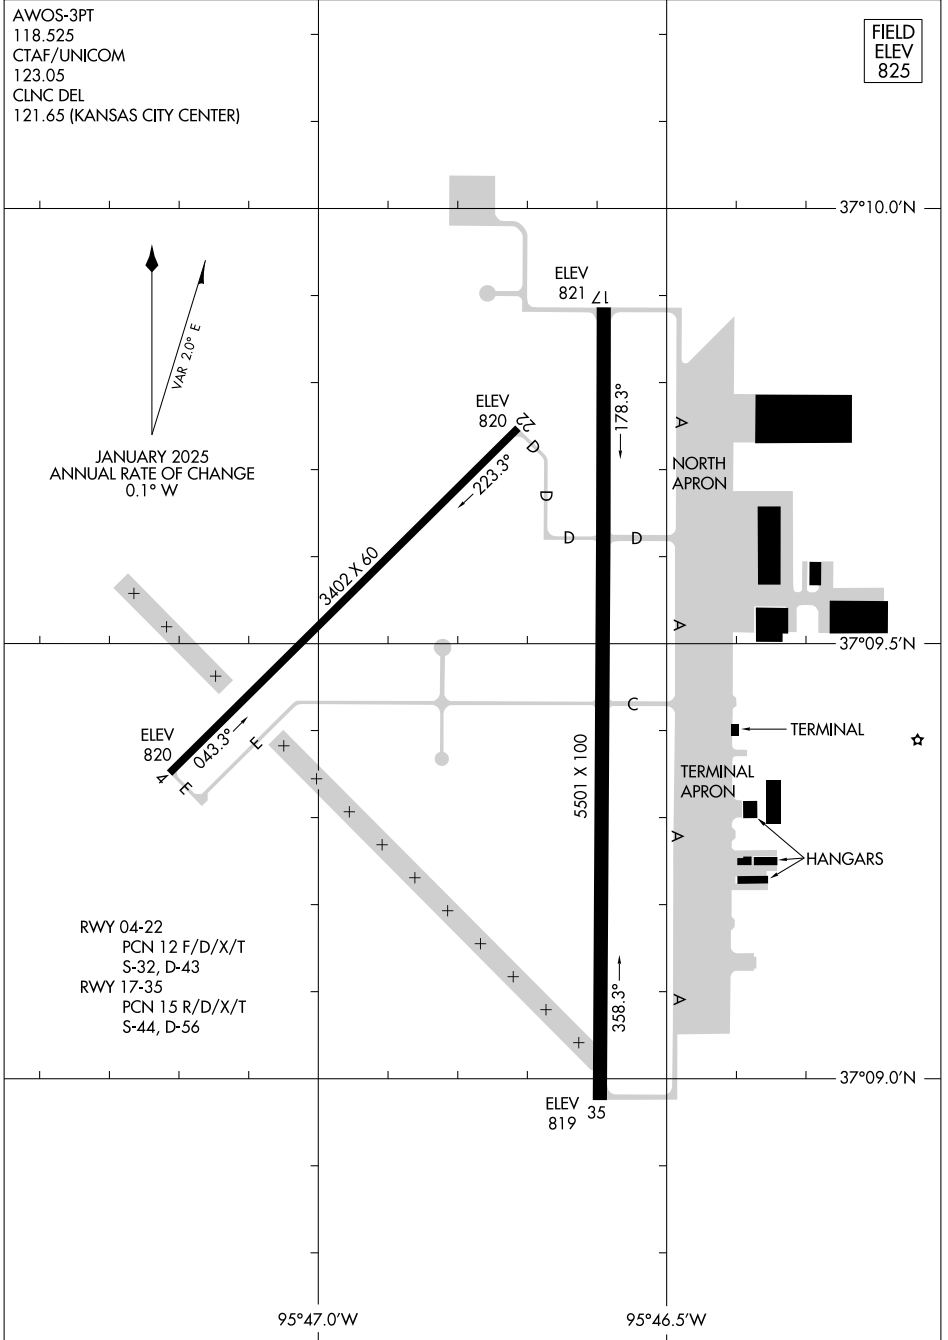 AWOS-3PT
118.525
CTAF/UNICOM
123.05
CLNC DEL
121.65 (KANSAS CITY CENTER)
FIELD
ELEV
825
37°10.0'N
VAR 2.0° E
JANUARY 2025
ANNUAL RATE OF CHANGE
0.1° W
ELEV
821
17
178.3°
ELEV
820
22
223.3°
D
D
D
D
A
NORTH
APRON
3402 X 60
A
37°09.5'N
C
TERMINAL
ELEV
820
4
043.3°
E
E
5501 X 100
TERMINAL
APRON
A
HANGARS
RWY 04-22
PCN 12 F/D/X/T
S-32, D-43
RWY 17-35
PCN 15 R/D/X/T
S-44, D-56
358.3°
A
37°09.0'N
ELEV
819
35
95°47.0'W
95°46.5'W